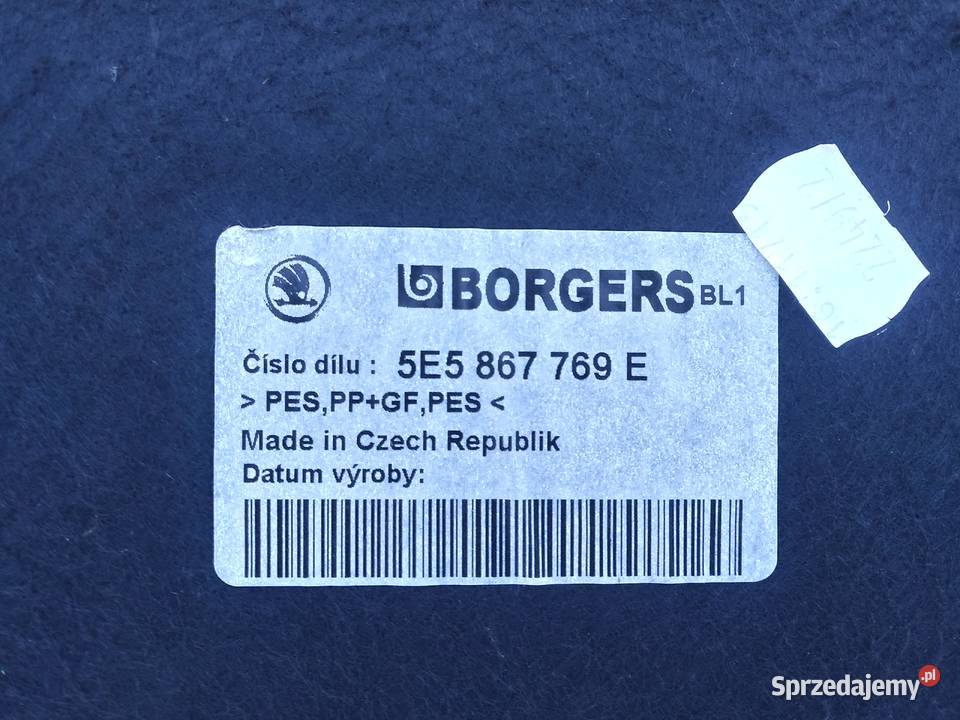 BORGERS BL1
Číslo dílu : 5E5 867 769 E
> PES,PP+GF,PES <
Made in Czech Republik
Datum výroby:
Sprzedajemy.pl